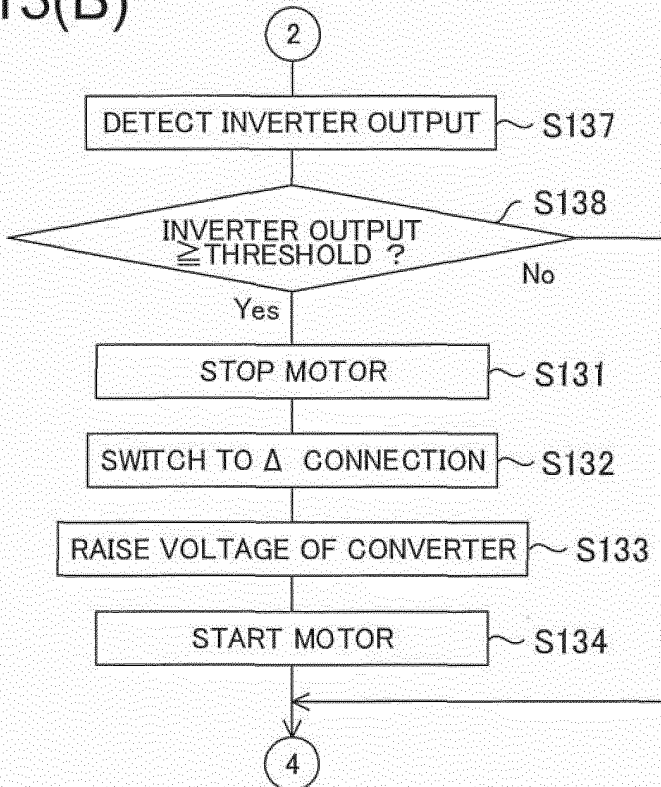 13(B)
2
DETECT INVERTER OUTPUT
S137
INVERTER OUTPUT
≧THRESHOLD ?
S138
No
Yes
STOP MOTOR
S131
SWITCH TO Δ CONNECTION
S132
RAISE VOLTAGE OF CONVERTER
S133
START MOTOR
S134
4